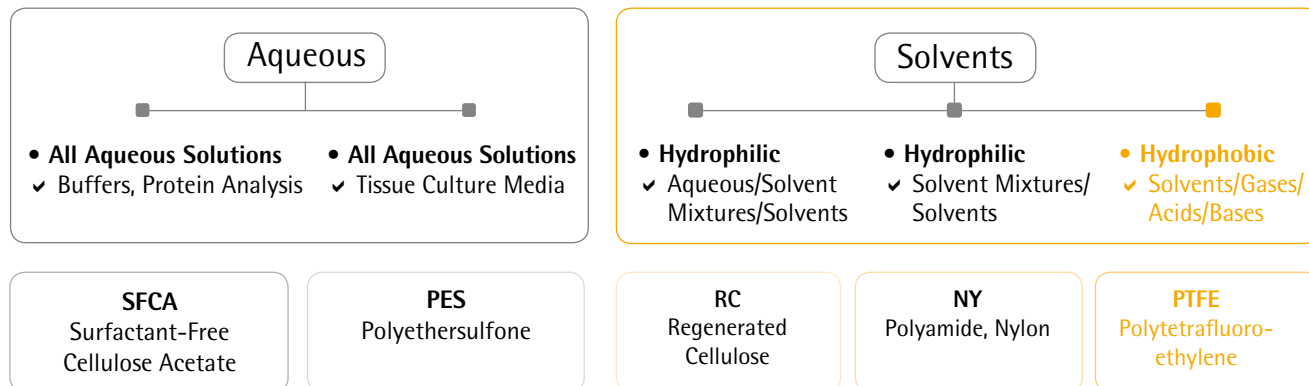 Aqueous
• All Aqueous Solutions
✓ Buffers, Protein Analysis
• All Aqueous Solutions
✓ Tissue Culture Media
Solvents
• Hydrophilic
✓ Aqueous/Solvent
Mixtures/Solvents
• Hydrophilic
✓ Solvent Mixtures/
Solvents
• Hydrophobic
✓ Solvents/Gases/
Acids/Bases
SFCA
Surfactant-Free
Cellulose Acetate
PES
Polyethersulfone
RC
Regenerated
Cellulose
NY
Polyamide, Nylon
PTFE
Polytetrafluoro-
ethylene